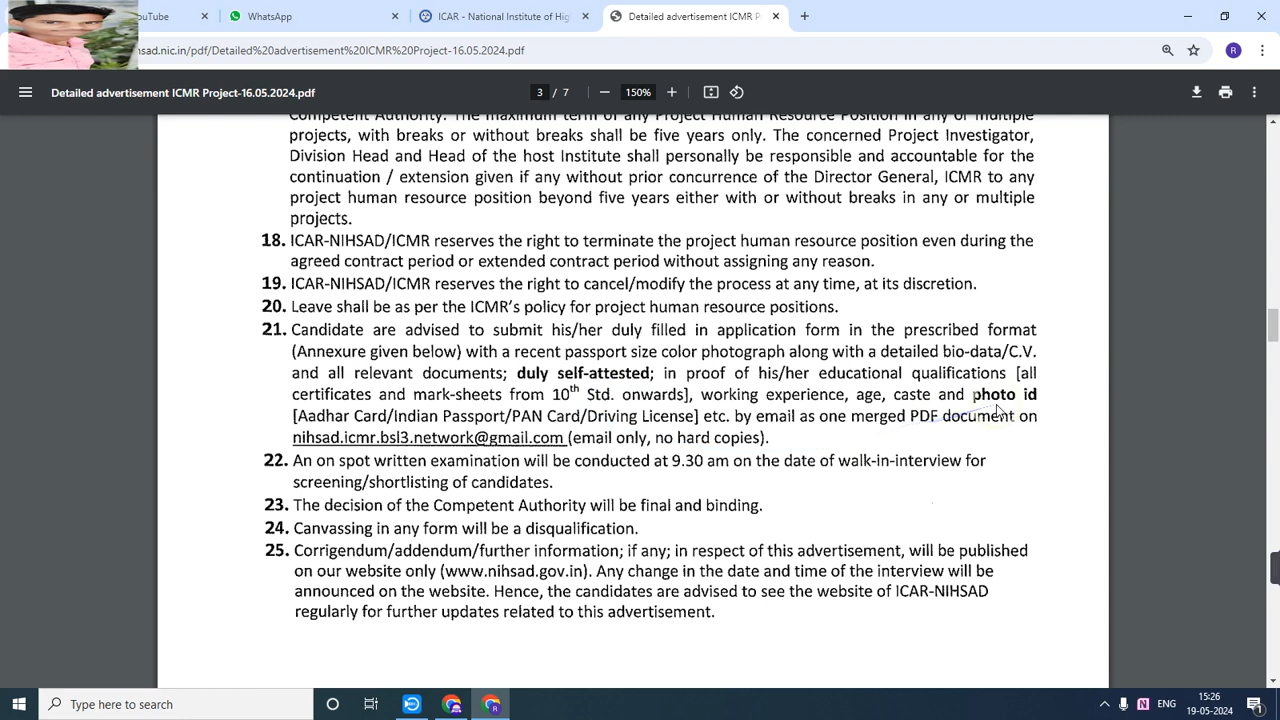 uTube
WhatsApp
ICAR - National Institute of Hig
Detailed advertisement ICMR P
nsad.nic.in/pdf/Detailed%20advertisement%20ICMR%20Project-16.05.2024.pdf
R
Detailed advertisement ICMR Project-16.05.2024.pdf
3 / 7
150%
Competent Authority. The maximum term of any Project Human Resource Position in any or multiple
projects, with breaks or without breaks shall be five years only. The concerned Project Investigator,
Division Head and Head of the host Institute shall personally be responsible and accountable for the
continuation / extension given if any without prior concurrence of the Director General, ICMR to any
project human resource position beyond five years either with or without breaks in any or multiple
projects.
18. ICAR-NIHSAD/ICMR reserves the right to terminate the project human resource position even during the
agreed contract period or extended contract period without assigning any reason.
19. ICAR-NIHSAD/ICMR reserves the right to cancel/modify the process at any time, at its discretion.
20. Leave shall be as per the ICMR's policy for project human resource positions.
21. Candidate are advised to submit his/her duly filled in application form in the prescribed format
(Annexure given below) with a recent passport size color photograph along with a detailed bio-data/C.V.
and all relevant documents; duly self-attested; in proof of his/her educational qualifications [all
certificates and mark-sheets from 10th Std. onwards], working experience, age, caste and photo id
[Aadhar Card/Indian Passport/PAN Card/Driving License] etc. by email as one merged PDF document on
nihsad.icmr.bsl3.network@gmail.com (email only, no hard copies).
22. An on spot written examination will be conducted at 9.30 am on the date of walk-in-interview for
screening/shortlisting of candidates.
23. The decision of the Competent Authority will be final and binding.
24. Canvassing in any form will be a disqualification.
25. Corrigendum/addendum/further information; if any; in respect of this advertisement, will be published
on our website only (www.nihsad.gov.in). Any change in the date and time of the interview will be
announced on the website. Hence, the candidates are advised to see the website of ICAR-NIHSAD
regularly for further updates related to this advertisement.
Type here to search
ENG
15:26
19-05-2024